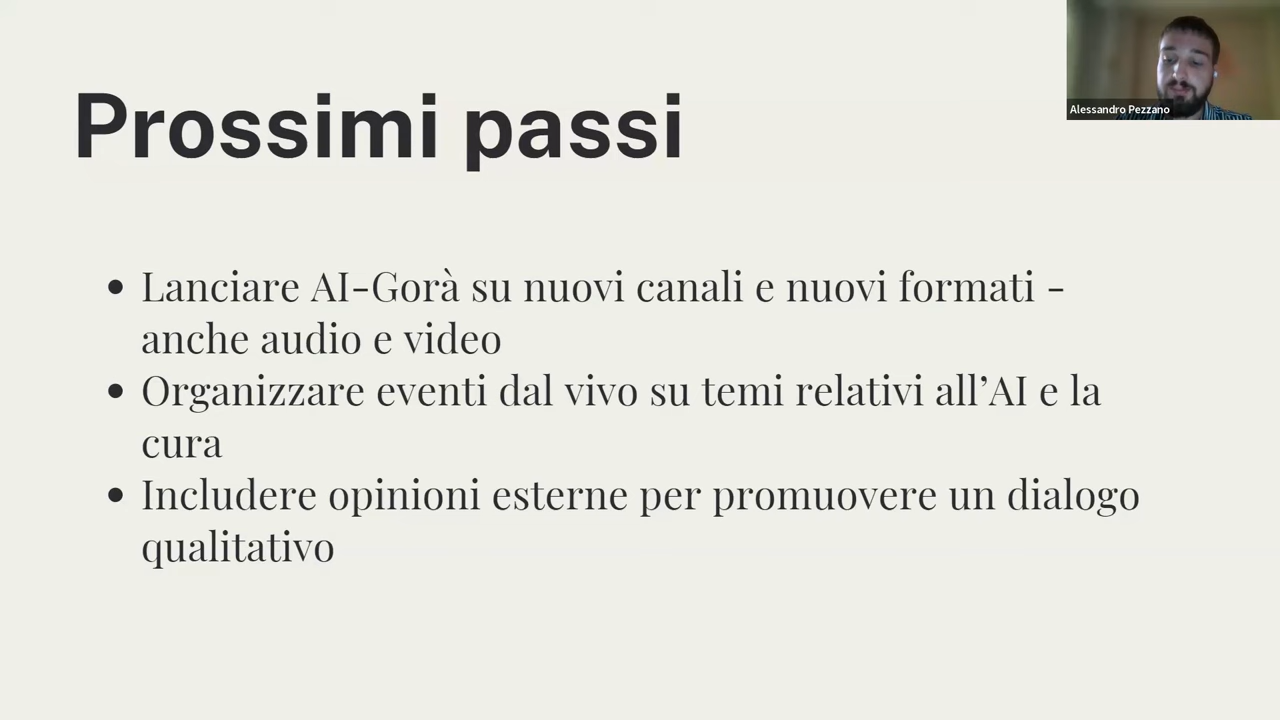 Prossimi passi
Alessandro Pezzano
• Lanciare AI-Gorà su nuovi canali e nuovi formati -
anche audio e video
• Organizzare eventi dal vivo su temi relativi all’AI e la
cura
• Includere opinioni esterne per promuovere un dialogo
qualitativo